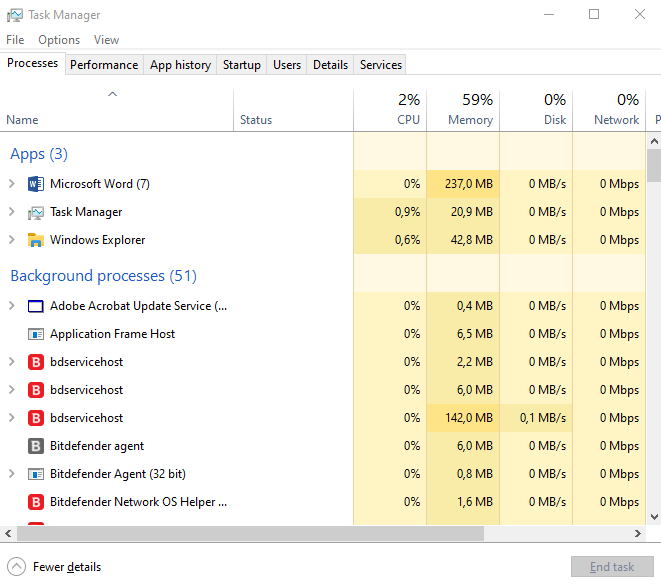 Task Manager
File Options View
Processes Performance App history Startup Users Details Services
2% 59% 0% 0%
Name Status CPU Memory Disk Network P
Apps (3)
Microsoft Word (7) 0% 237,0 MB 0 MB/s 0 Mbps
Task Manager 0,9% 20,9 MB 0 MB/s 0 Mbps
Windows Explorer 0,6% 42,8 MB 0 MB/s 0 Mbps
Background processes (51)
Adobe Acrobat Update Service (... 0% 0,4 MB 0 MB/s 0 Mbps
Application Frame Host 0% 6,5 MB 0 MB/s 0 Mbps
bdservicehost 0% 2,2 MB 0 MB/s 0 Mbps
bdservicehost 0% 6,0 MB 0 MB/s 0 Mbps
bdservicehost 0% 142,0 MB 0,1 MB/s 0 Mbps
Bitdefender agent 0% 6,0 MB 0 MB/s 0 Mbps
Bitdefender Agent (32 bit) 0% 0,8 MB 0 MB/s 0 Mbps
Bitdefender Network OS Helper ... 0% 1,6 MB 0 MB/s 0 Mbps
Fewer details End task